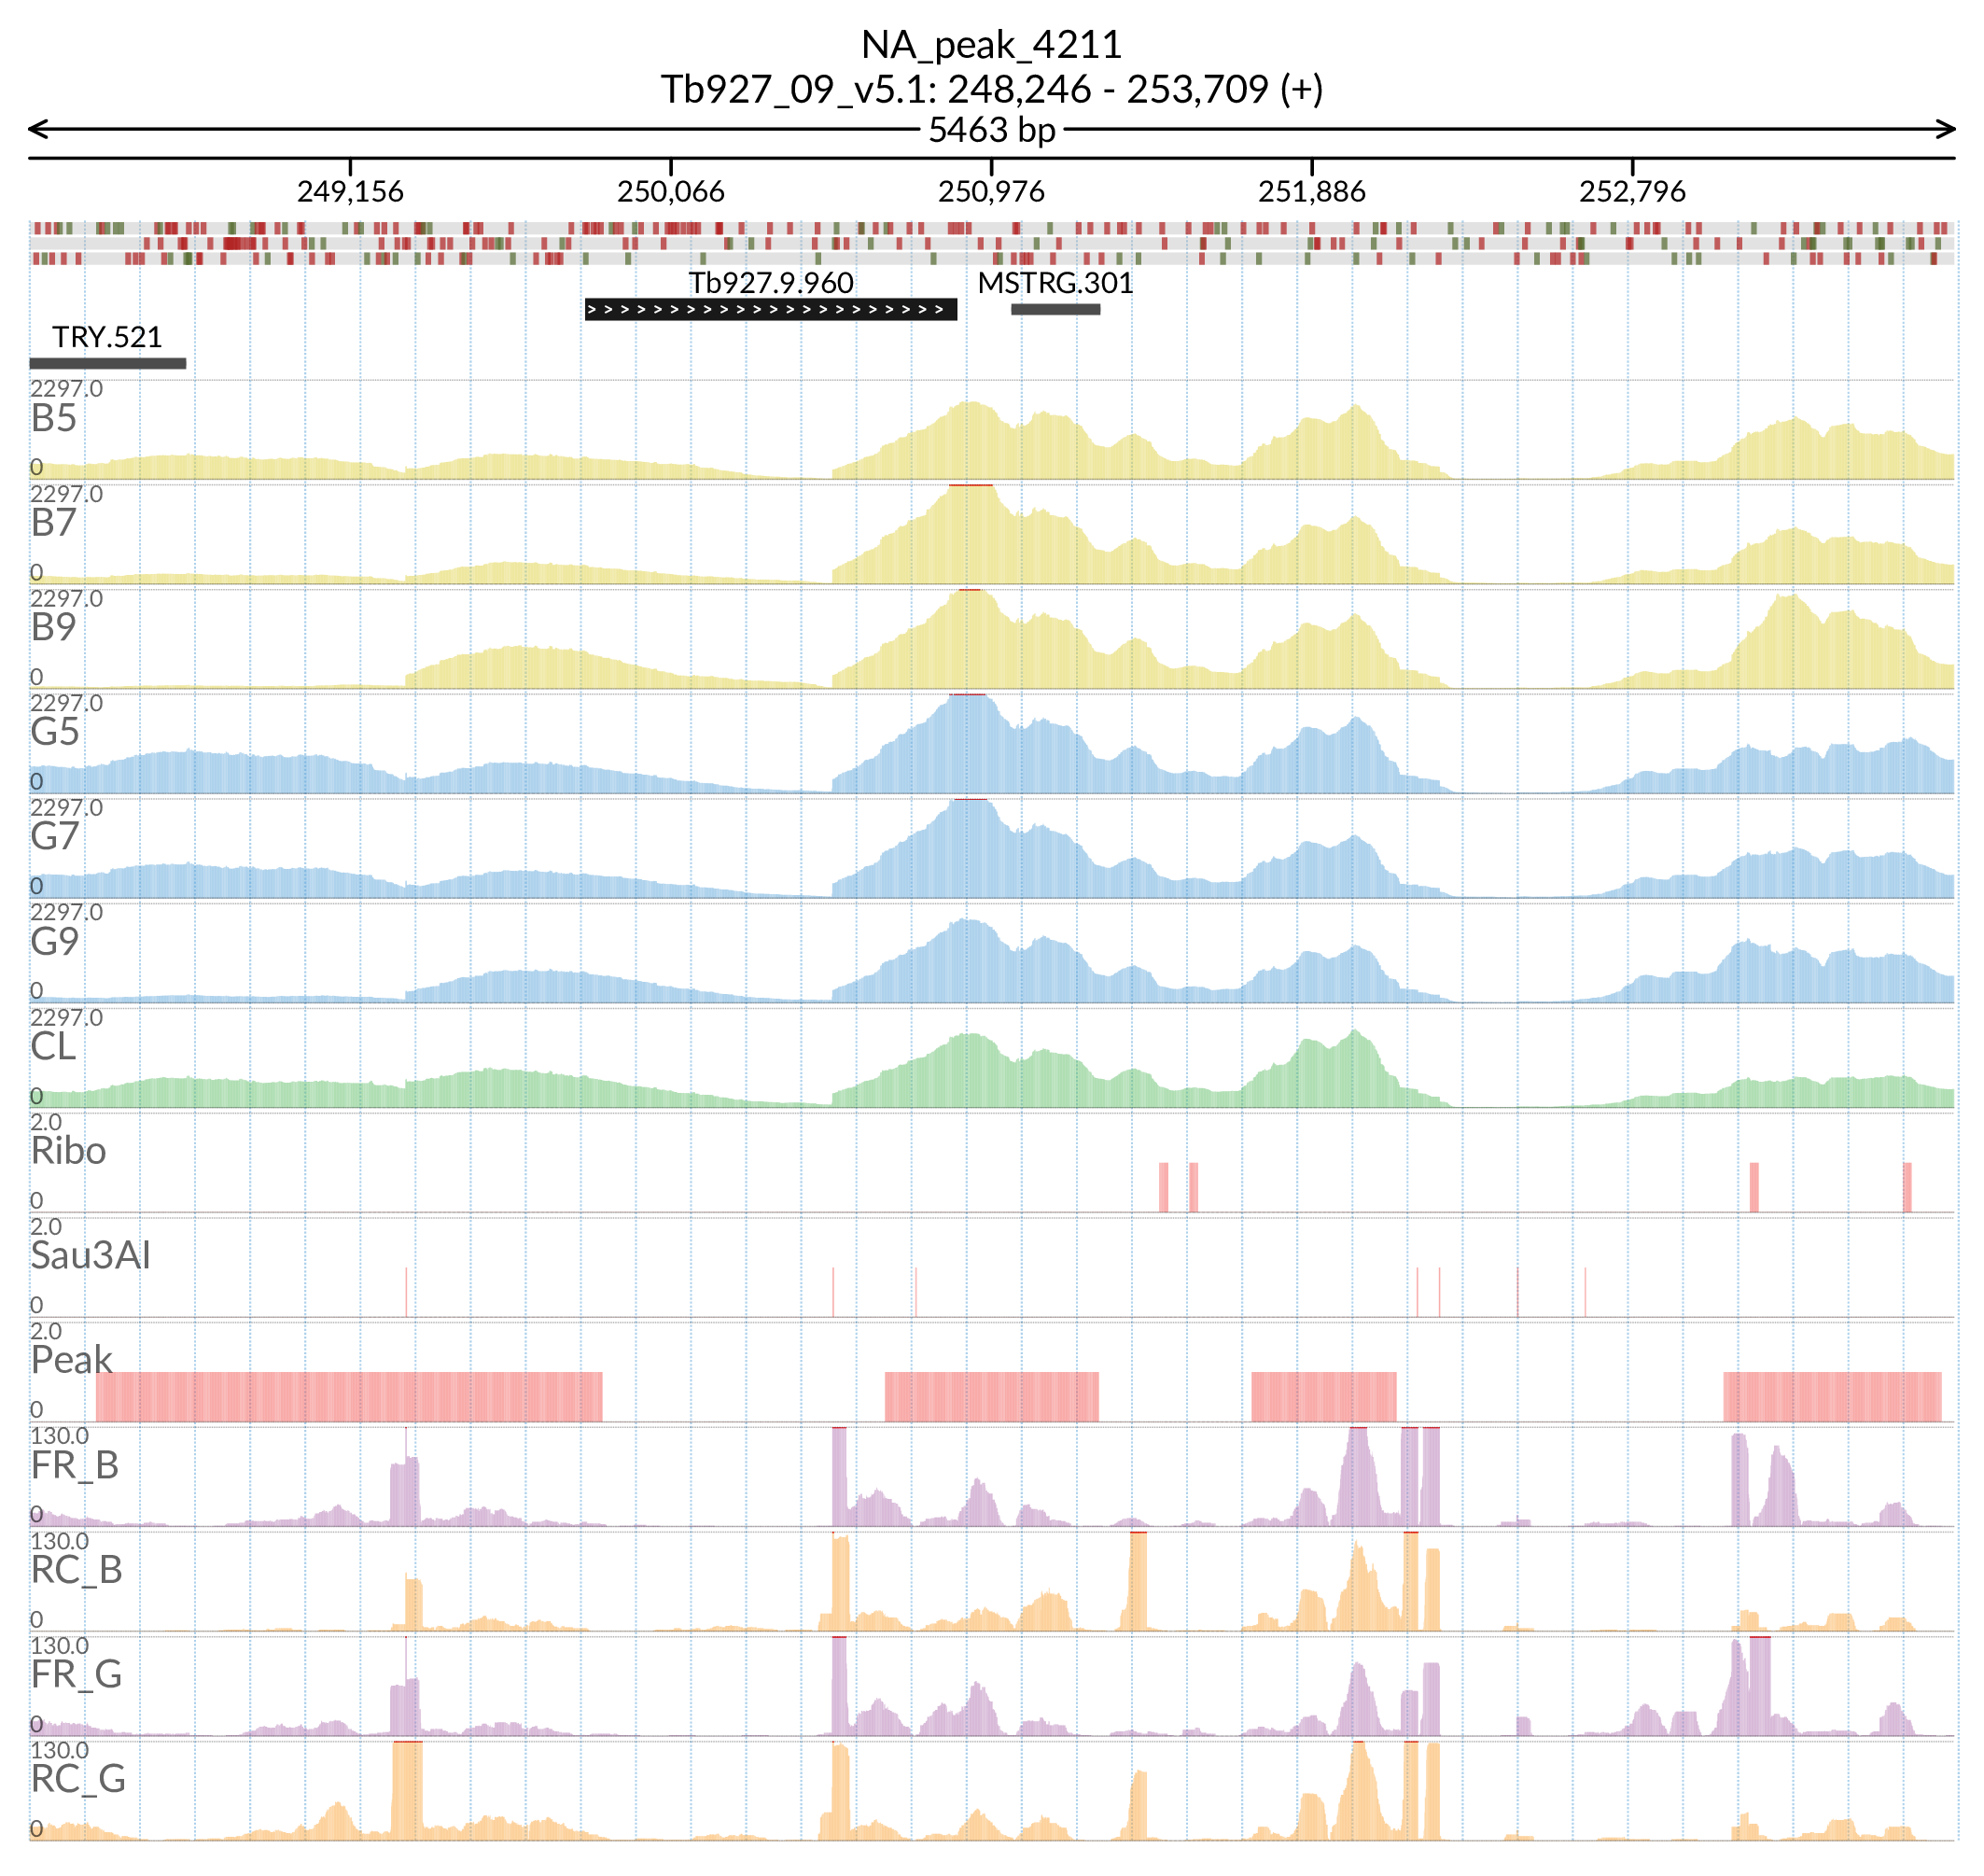 NA_peak_4211
Tb927_09_v5.1: 248,246 - 253,709 (+)
5463 bp
249,156 250,066 250,976 251,886 252,796
Tb927.9.960 MSTRG.301
> > > > > > > > > > > > > > > > > > > > > >
TRY.521
2297.0
B5
0
2297.0
B7
0
2297.0
B9
0
2297.0
G5
0
2297.0
G7
0
2297.0
G9
0
2297.0
CL
0
2.0
Ribo
0
2.0
Sau3AI
0
2.0
Peak
0
130.0
FR_B
0
130.0
RC_B
0
130.0
FR_G
0
130.0
RC_G
0